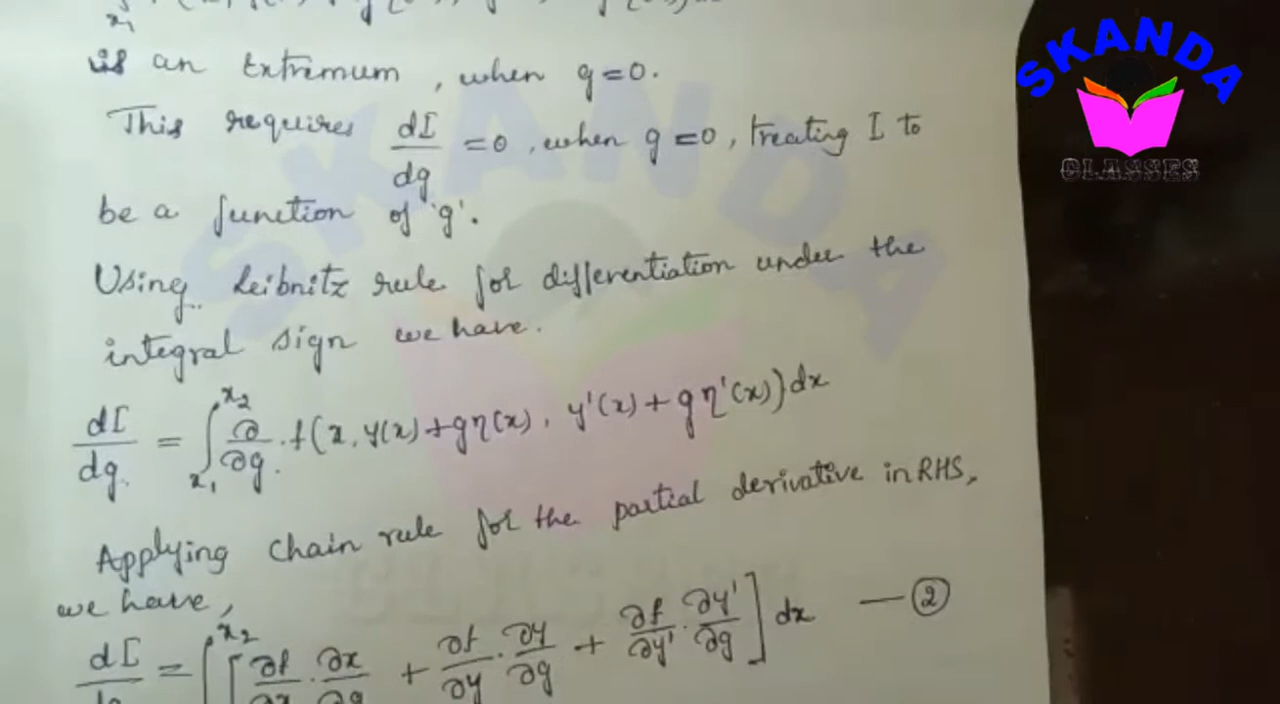 is an Extremum, when g=0.
This requires dI/dg =0, when g=0, treating I to
be a function of 'g'.
Using Leibnitz rule for differentiation under the
integral sign we have.
dI/dg = ∫_{x₁}^{x₂} ∂/∂g . f(x, y(x)+gη(x), y'(x)+gη'(x)) dx
Applying Chain rule for the partial derivative in RHS,
we have,
dI/dg = ∫^{x₂} [∂f/∂x . ∂x/∂g + ∂f/∂y . ∂y/∂g + ∂f/∂y' . ∂y'/∂g] dx — ②
SKANDA
CLASSES